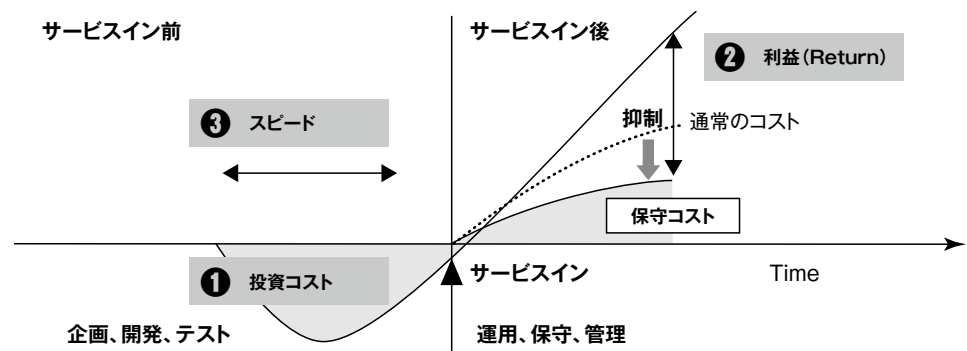 サービスイン前
サービスイン後
❷ 利益(Return)
❸ スピード
抑制
通常のコスト
保守コスト
❶ 投資コスト
サービスイン
Time
企画、開発、テスト
運用、保守、管理